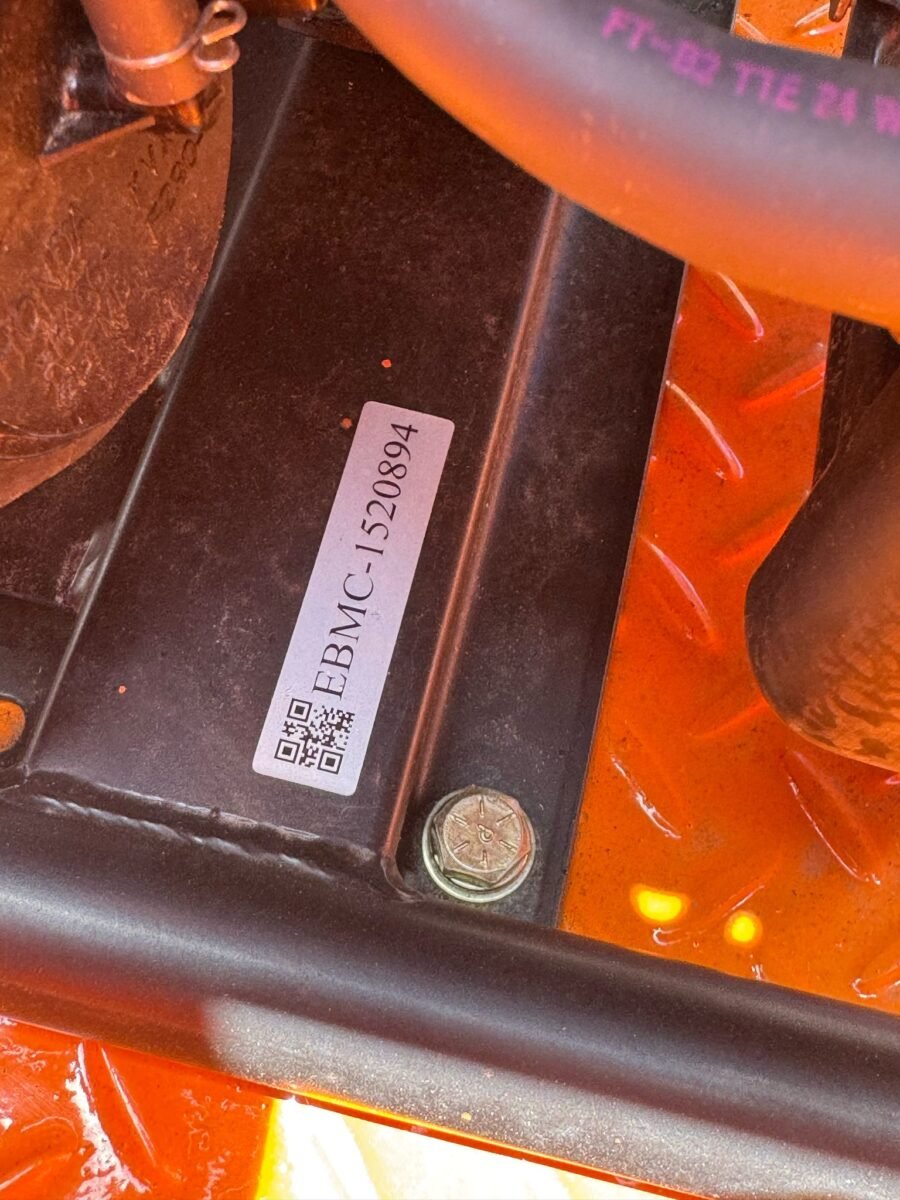 FT-B2 TTE 24 W
EBMC-1520894